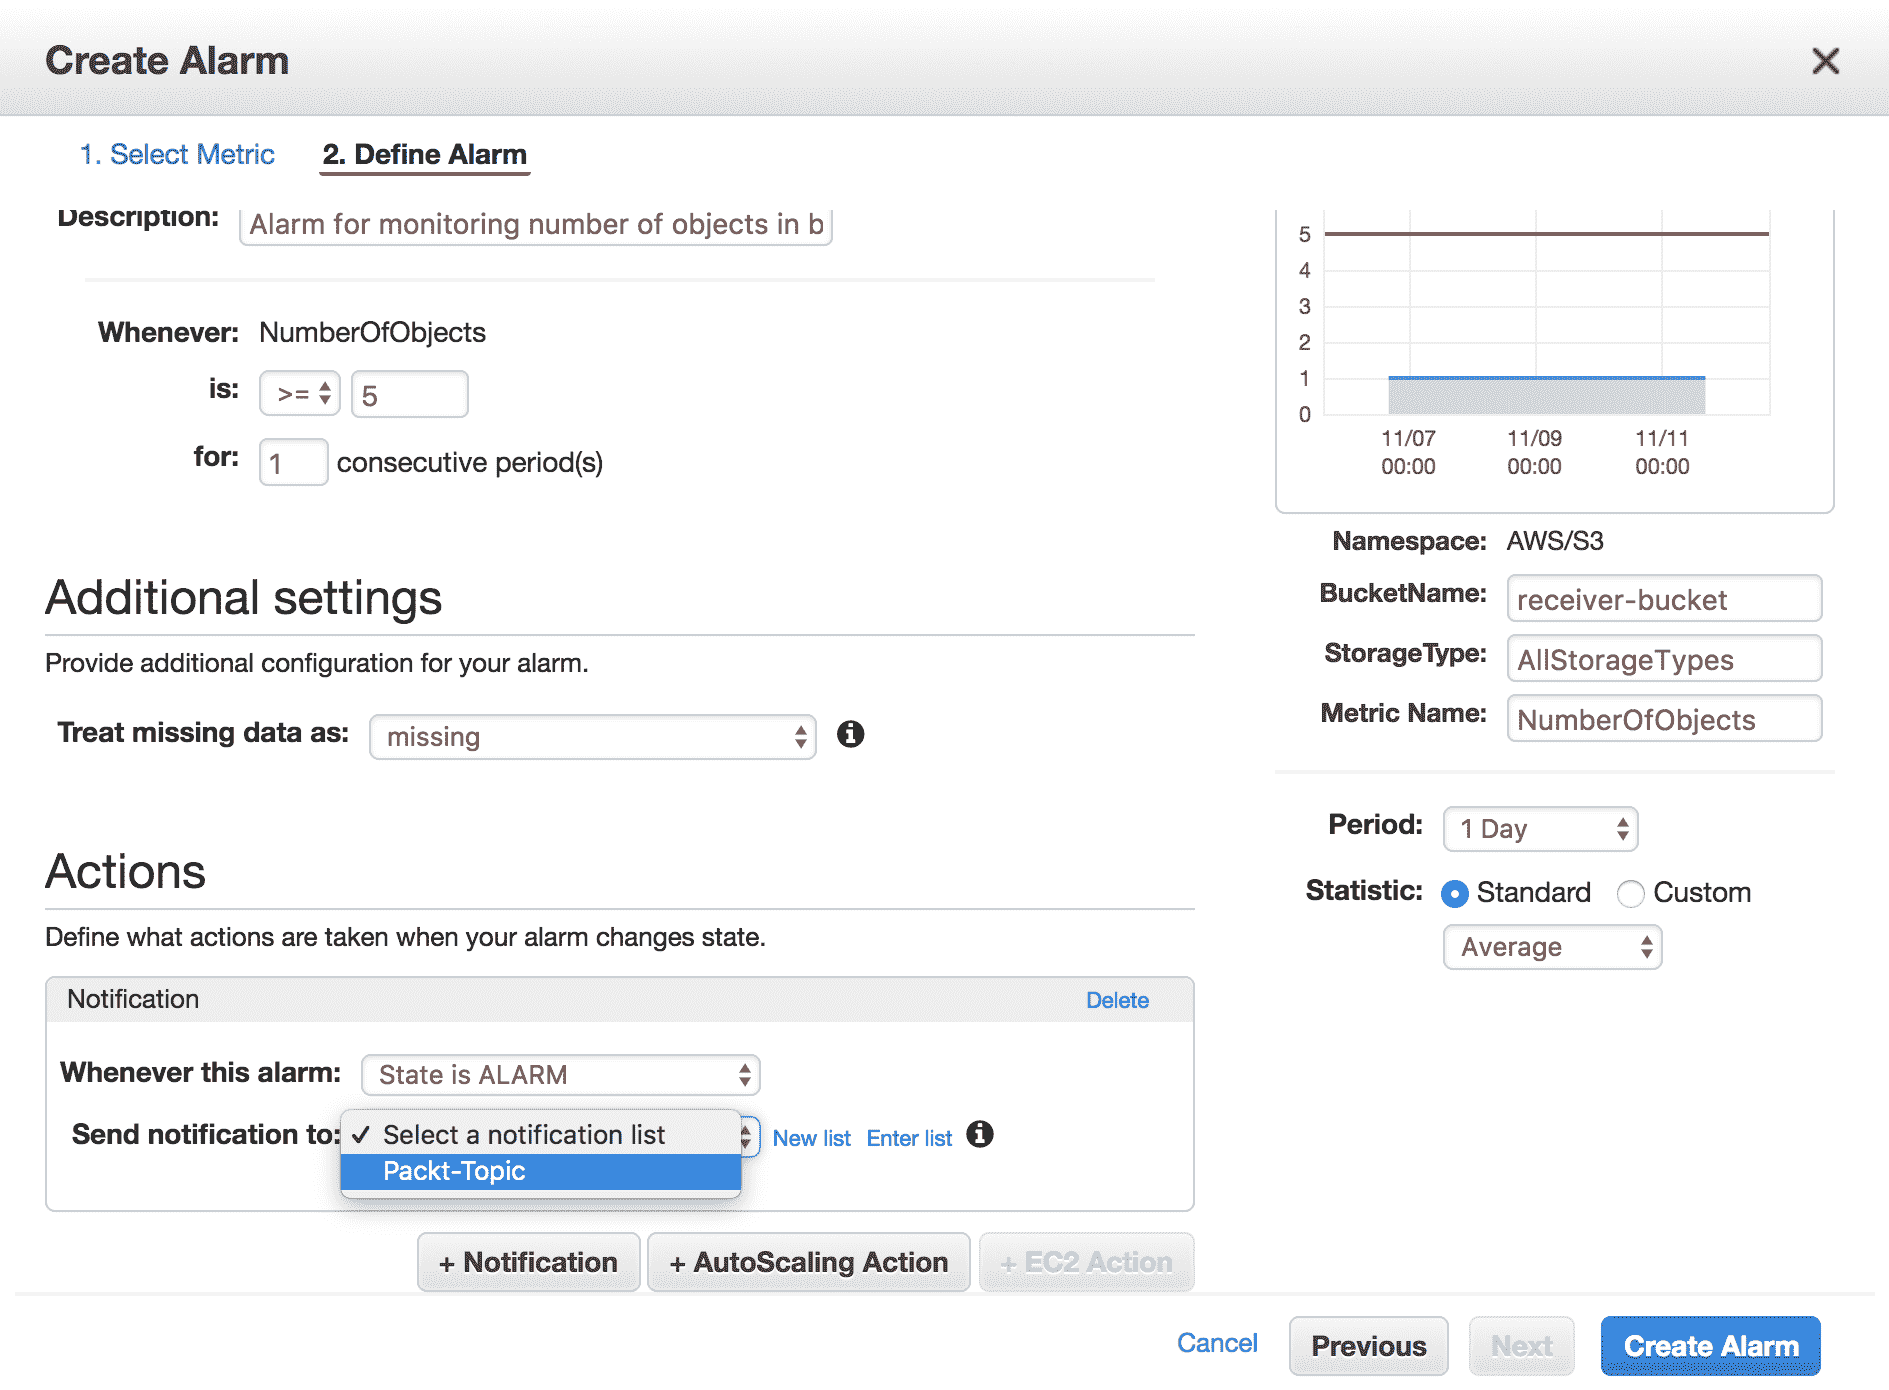 Create Alarm
1. Select Metric
2. Define Alarm
Description: Alarm for monitoring number of objects in b
Whenever: NumberOfObjects
is: >= 5
for: 1 consecutive period(s)
Additional settings
Provide additional configuration for your alarm.
Treat missing data as: missing
Actions
Define what actions are taken when your alarm changes state.
Notification Delete
Whenever this alarm: State is ALARM
Send notification to: ✓ Select a notification list New list Enter list
Packt-Topic
+ Notification + AutoScaling Action + EC2 Action
5
4
3
2
1
0
11/07 11/09 11/11
00:00 00:00 00:00
Namespace: AWS/S3
BucketName: receiver-bucket
StorageType: AllStorageTypes
Metric Name: NumberOfObjects
Period: 1 Day
Statistic: Standard Custom
Average
Cancel Previous Next Create Alarm